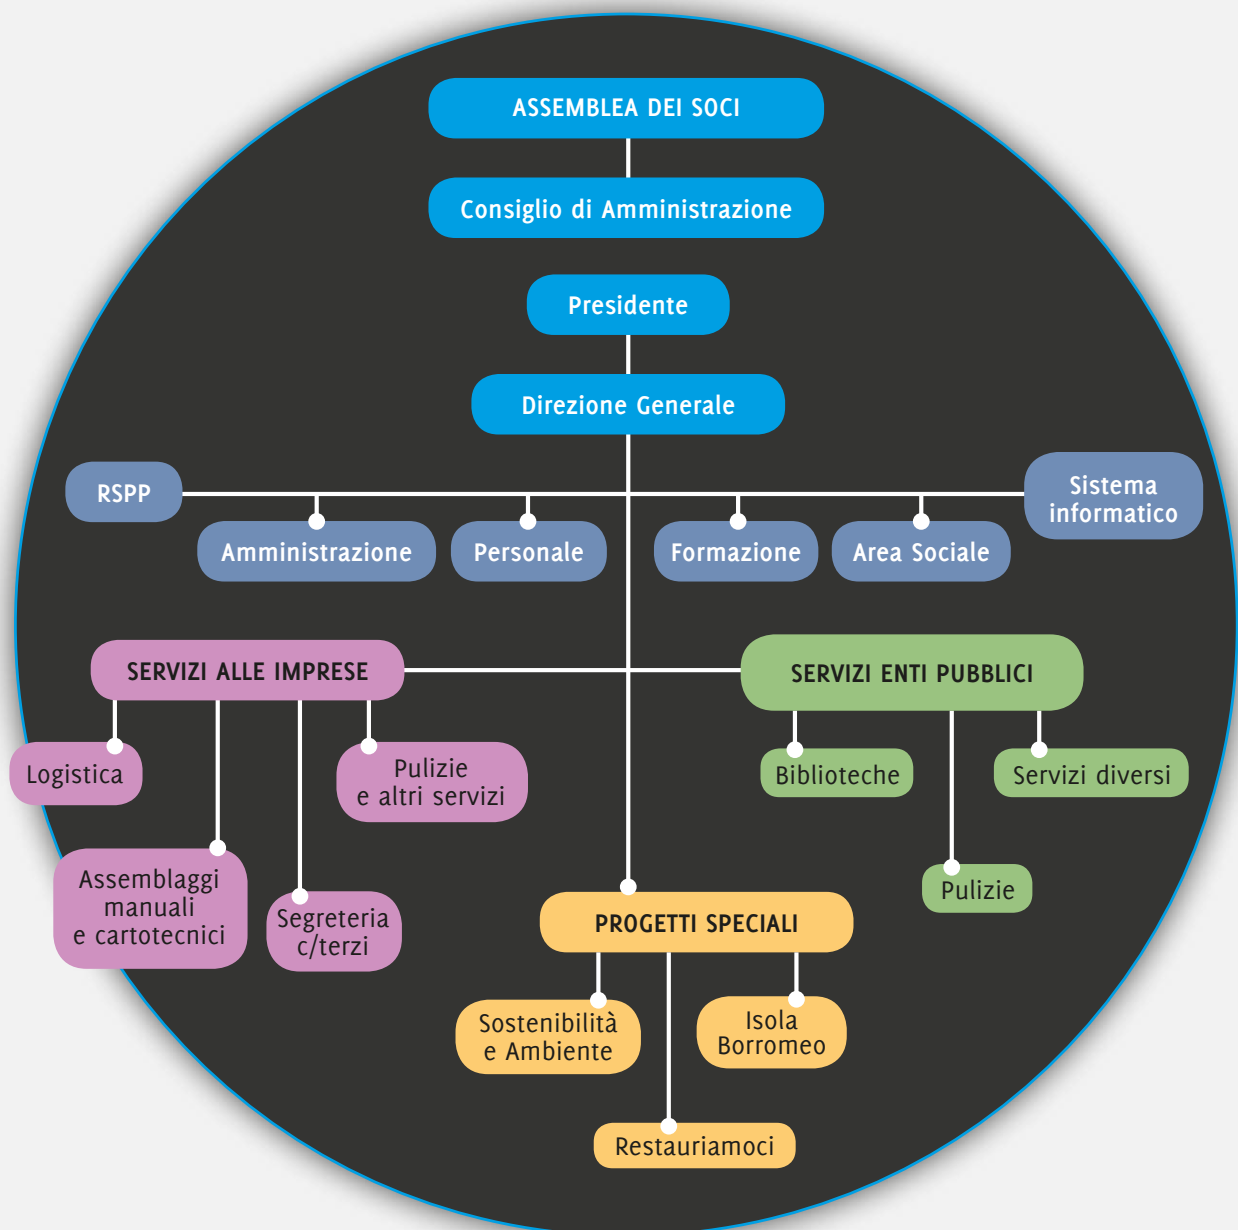 ASSEMBLEA DEI SOCI
Consiglio di Amministrazione
Presidente
Direzione Generale
RSPP
Sistema
informatico
Amministrazione
Personale
Formazione
Area Sociale
SERVIZI ALLE IMPRESE
SERVIZI ENTI PUBBLICI
Logistica
Pulizie
e altri servizi
Biblioteche
Servizi diversi
Assemblaggi
manuali
e cartotecnici
Segreteria
c/terzi
Pulizie
PROGETTI SPECIALI
Sostenibilità
e Ambiente
Isola
Borromeo
Restauriamoci